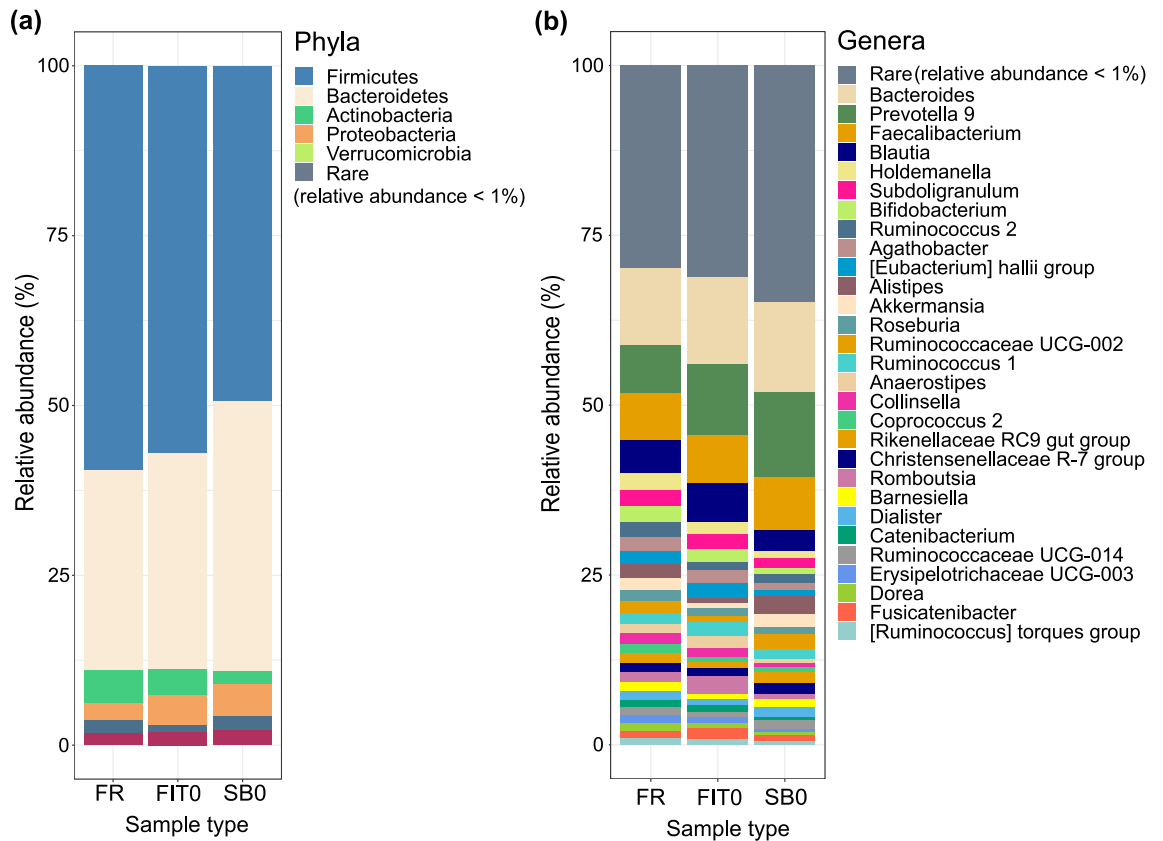 (a)
Relative abundance (%)
100
75
50
25
0
FR FIT0 SB0
Sample type
Phyla
Firmicutes
Bacteroidetes
Actinobacteria
Proteobacteria
Verrucomicrobia
Rare
(relative abundance < 1%)
(b)
Relative abundance (%)
100
75
50
25
0
FR FIT0 SB0
Sample type
Genera
Rare(relative abundance < 1%)
Bacteroides
Prevotella 9
Faecalibacterium
Blautia
Holdemanella
Subdoligranulum
Bifidobacterium
Ruminococcus 2
Agathobacter
[Eubacterium] hallii group
Alistipes
Akkermansia
Roseburia
Ruminococcaceae UCG-002
Ruminococcus 1
Anaerostipes
Collinsella
Coprococcus 2
Rikenellaceae RC9 gut group
Christensenellaceae R-7 group
Romboutsia
Barnesiella
Dialister
Catenibacterium
Ruminococcaceae UCG-014
Erysipelotrichaceae UCG-003
Dorea
Fusicatenibacter
[Ruminococcus] torques group